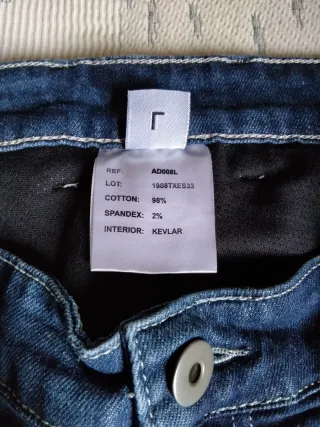 L
REF: AD008L
LOT: 1908TXES33
COTTON: 98%
SPANDEX: 2%
INTERIOR: KEVLAR